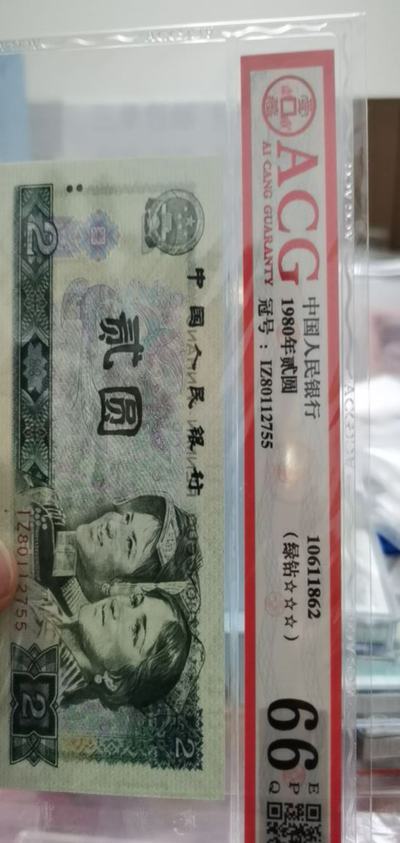 ACG
AI CANG GUARANTY
中国人民银行
1980年贰圆
冠号：IZ80112755
10611862
(绿钻☆☆☆)
66
E
P
Q
中国人民银行
贰圆
2
IZ80112755
2
2